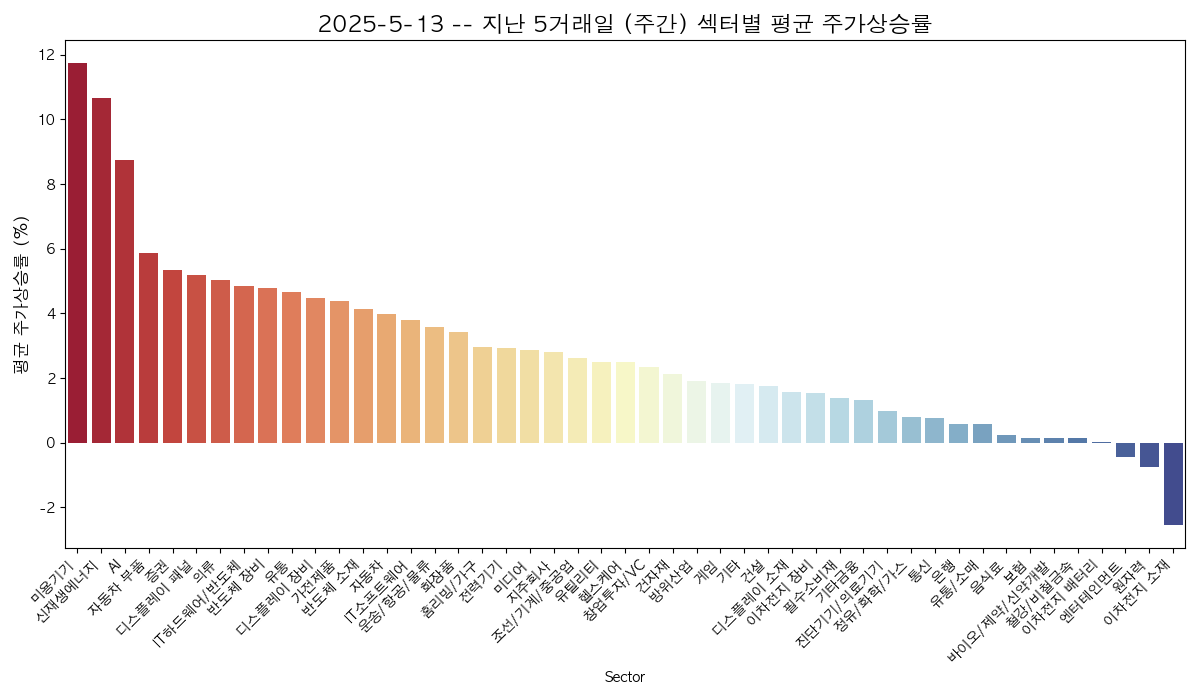 2025-5-13 -- 지난 5거래일 (주간) 섹터별 평균 주가상승률
평균 주가상승률 (%)
12
10
8
6
4
2
0
-2
미용기기
신재생에너지
AI
자동차 부품
증권
디스플레이 패널
의류
IT하드웨어/반도체
반도체 장비
유통
디스플레이 장비
가전제품
반도체 소재
자동차
IT소프트웨어
운송/항공/물류
화장품
홈리빙/가구
전력기기
미디어
지주회사
조선/기계/중공업
유틸리티
헬스케어
창업투자/VC
건자재
방위산업
게임
기타
건설
디스플레이 소재
이차전지 장비
필수소비재
기타금융
진단기기/의료기기
정유/화학/가스
통신
은행
유통/소매
음식료
보험
바이오/제약/신약개발
철강/비철금속
이차전지 배터리
엔터테인먼트
원자력
이차전지 소재
Sector